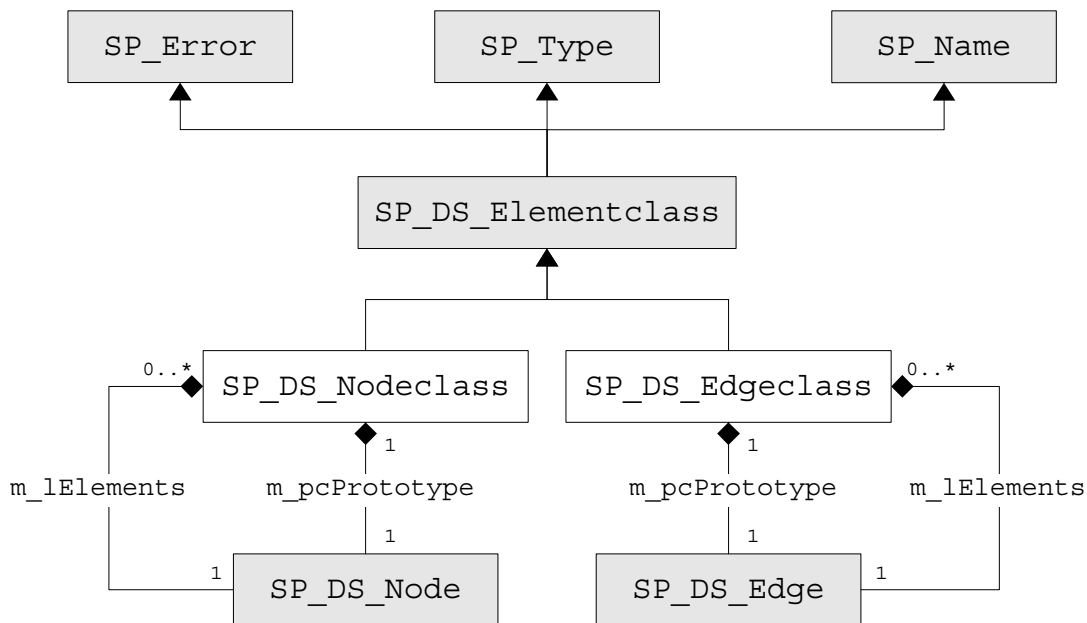 SP_Error
SP_Type
SP_Name
SP_DS_Elementclass
0..*
SP_DS_Nodeclass
SP_DS_Edgeclass
0..*
1
1
m_lElements
m_pcPrototype
m_pcPrototype
m_lElements
1
1
1
SP_DS_Node
SP_DS_Edge
1